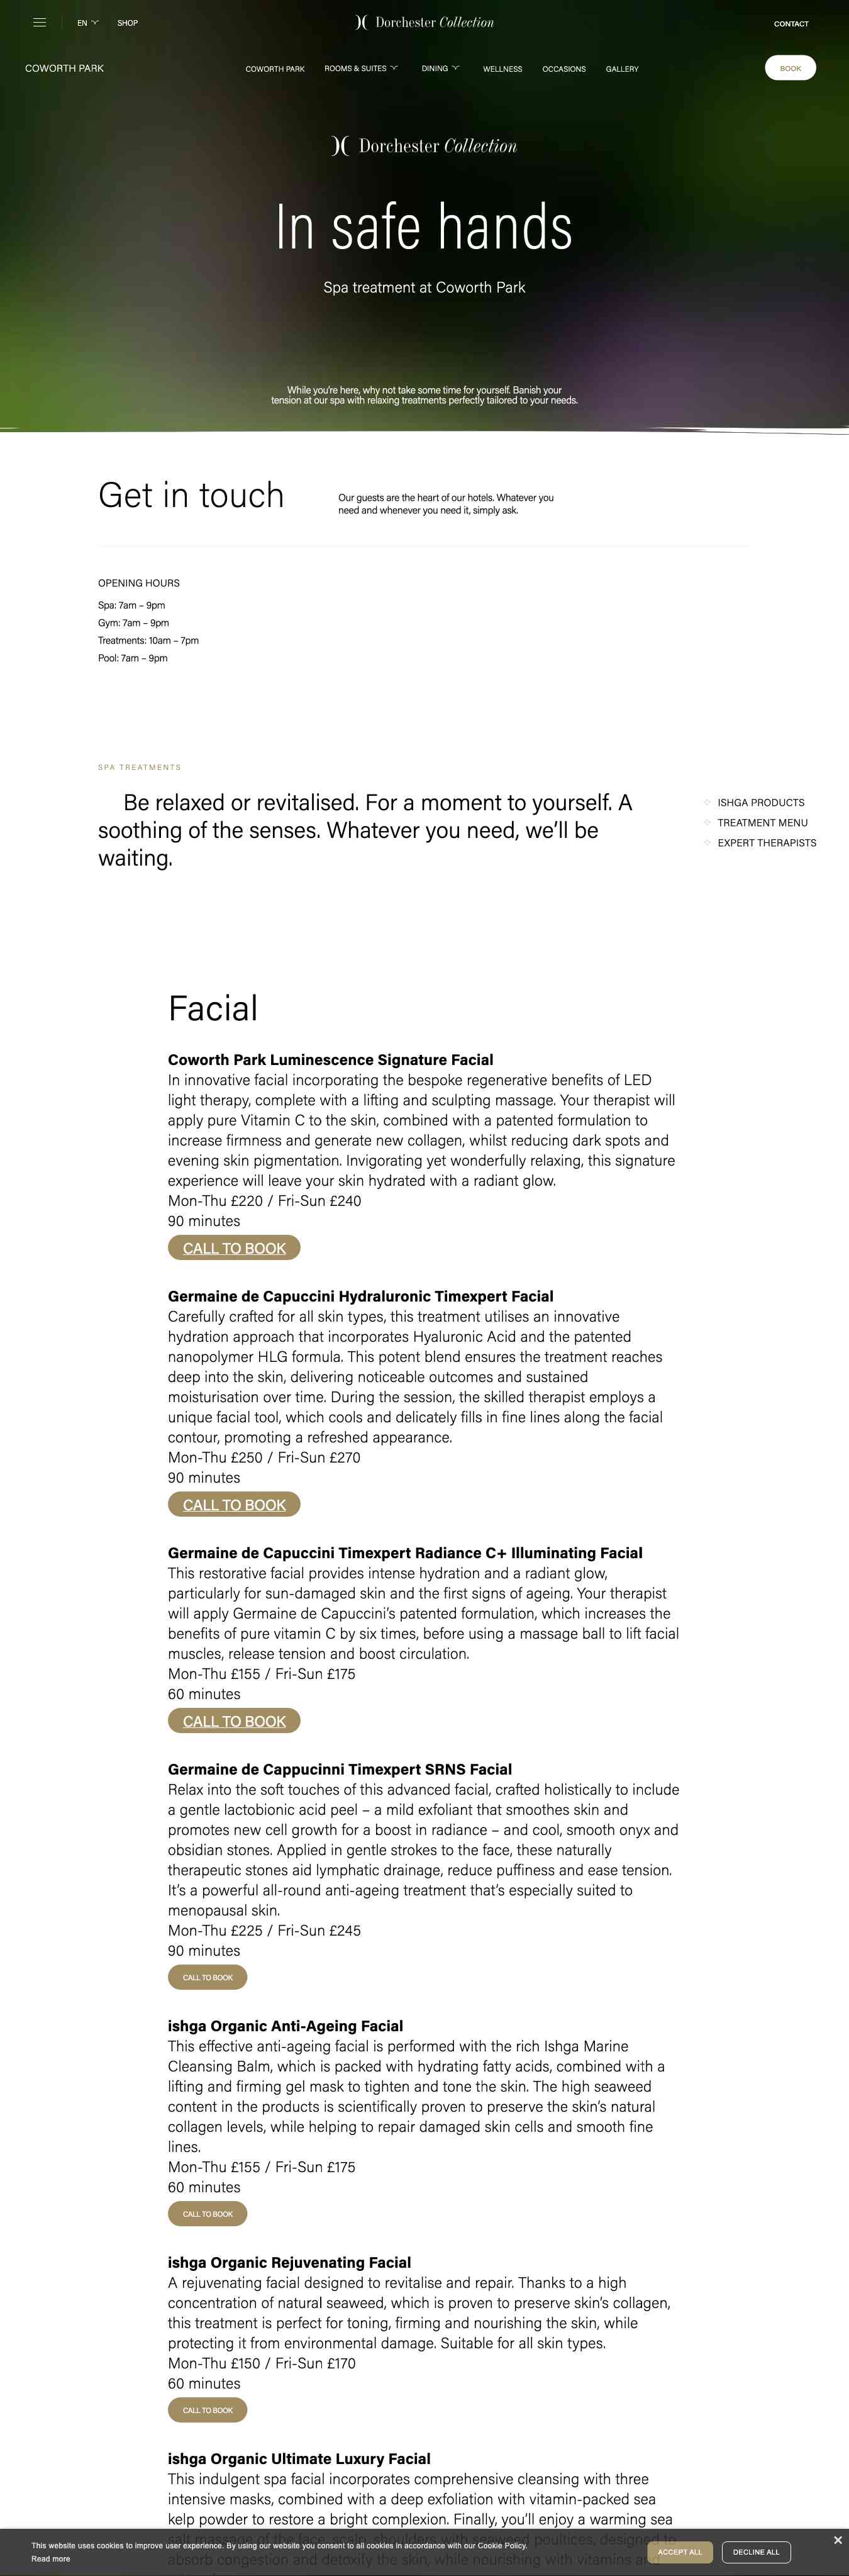 EN
SHOP
Dorchester Collection
CONTACT
COWORTH PARK
COWORTH PARK
ROOMS & SUITES
DINING
WELLNESS
OCCASIONS
GALLERY
BOOK
Dorchester Collection
In safe hands
Spa treatment at Coworth Park
While you're here, why not take some time for yourself. Banish your
tension at our spa with relaxing treatments perfectly tailored to your needs.
Get in touch
Our guests are the heart of our hotels. Whatever you
need and whenever you need it, simply ask.
OPENING HOURS
Spa: 7am – 9pm
Gym: 7am – 9pm
Treatments: 10am – 7pm
Pool: 7am – 9pm
SPA TREATMENTS
Be relaxed or revitalised. For a moment to yourself. A
soothing of the senses. Whatever you need, we'll be
waiting.
ISHGA PRODUCTS
TREATMENT MENU
EXPERT THERAPISTS
Facial
Coworth Park Luminescence Signature Facial
In innovative facial incorporating the bespoke regenerative benefits of LED
light therapy, complete with a lifting and sculpting massage. Your therapist will
apply pure Vitamin C to the skin, combined with a patented formulation to
increase firmness and generate new collagen, whilst reducing dark spots and
evening skin pigmentation. Invigorating yet wonderfully relaxing, this signature
experience will leave your skin hydrated with a radiant glow.
Mon-Thu £220 / Fri-Sun £240
90 minutes
CALL TO BOOK
Germaine de Capuccini Hydraluronic Timexpert Facial
Carefully crafted for all skin types, this treatment utilises an innovative
hydration approach that incorporates Hyaluronic Acid and the patented
nanopolymer HLG formula. This potent blend ensures the treatment reaches
deep into the skin, delivering noticeable outcomes and sustained
moisturisation over time. During the session, the skilled therapist employs a
unique facial tool, which cools and delicately fills in fine lines along the facial
contour, promoting a refreshed appearance.
Mon-Thu £250 / Fri-Sun £270
90 minutes
CALL TO BOOK
Germaine de Capuccini Timexpert Radiance C+ Illuminating Facial
This restorative facial provides intense hydration and a radiant glow,
particularly for sun-damaged skin and the first signs of ageing. Your therapist
will apply Germaine de Capuccini's patented formulation, which increases the
benefits of pure vitamin C by six times, before using a massage ball to lift facial
muscles, release tension and boost circulation.
Mon-Thu £155 / Fri-Sun £175
60 minutes
CALL TO BOOK
Germaine de Cappucinni Timexpert SRNS Facial
Relax into the soft touches of this advanced facial, crafted holistically to include
a gentle lactobionic acid peel – a mild exfoliant that smoothes skin and
promotes new cell growth for a boost in radiance – and cool, smooth onyx and
obsidian stones. Applied in gentle strokes to the face, these naturally
therapeutic stones aid lymphatic drainage, reduce puffiness and ease tension.
It's a powerful all-round anti-ageing treatment that's especially suited to
menopausal skin.
Mon-Thu £225 / Fri-Sun £245
90 minutes
CALL TO BOOK
ishga Organic Anti-Ageing Facial
This effective anti-ageing facial is performed with the rich Ishga Marine
Cleansing Balm, which is packed with hydrating fatty acids, combined with a
lifting and firming gel mask to tighten and tone the skin. The high seaweed
content in the products is scientifically proven to preserve the skin's natural
collagen levels, while helping to repair damaged skin cells and smooth fine
lines.
Mon-Thu £155 / Fri-Sun £175
60 minutes
CALL TO BOOK
ishga Organic Rejuvenating Facial
A rejuvenating facial designed to revitalise and repair. Thanks to a high
concentration of natural seaweed, which is proven to preserve skin's collagen,
this treatment is perfect for toning, firming and nourishing the skin, while
protecting it from environmental damage. Suitable for all skin types.
Mon-Thu £150 / Fri-Sun £170
60 minutes
CALL TO BOOK
ishga Organic Ultimate Luxury Facial
This indulgent spa facial incorporates comprehensive cleansing with three
intensive masks, combined with a deep exfoliation with vitamin-packed sea
kelp powder to restore a bright complexion. Finally, you'll enjoy a warming sea
This website uses cookies to improve user experience. By using our website you consent to all cookies in accordance with our Cookie Policy.
Read more
ACCEPT ALL
DECLINE ALL